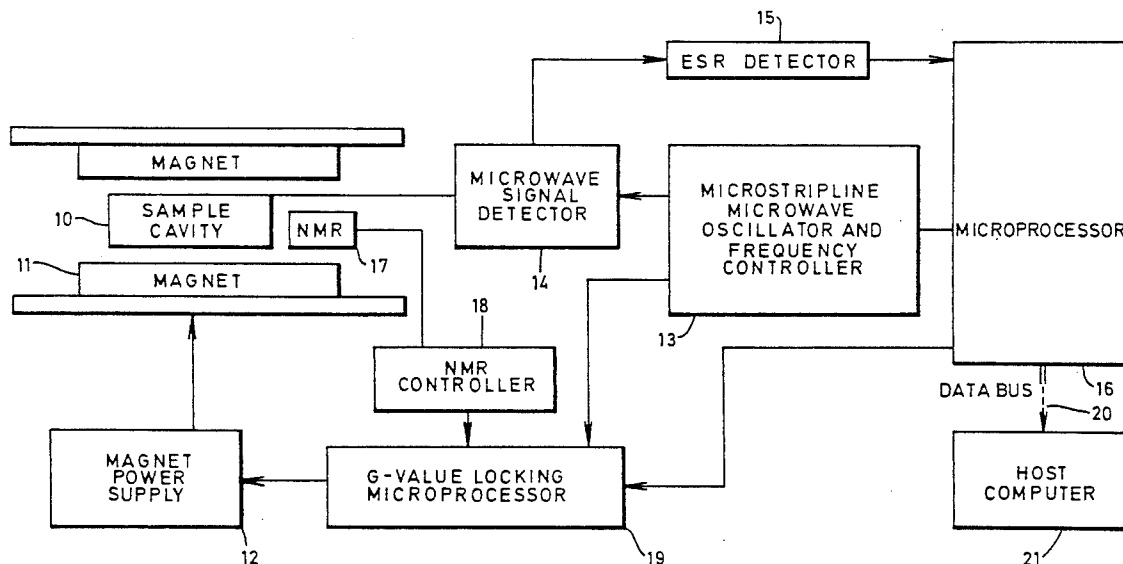 15
ESR DETECTOR
MAGNET
10
SAMPLE
CAVITY
NMR
17
11
MAGNET
MICROWAVE
SIGNAL
DETECTOR
14
MICROSTRIPLINE
MICROWAVE
OSCILLATOR AND
FREQUENCY
CONTROLLER
13
MICROPROCESSOR
16
18
NMR
CONTROLLER
DATA BUS
20
MAGNET
POWER
SUPPLY
12
G-VALUE LOCKING
MICROPROCESSOR
19
HOST
COMPUTER
21